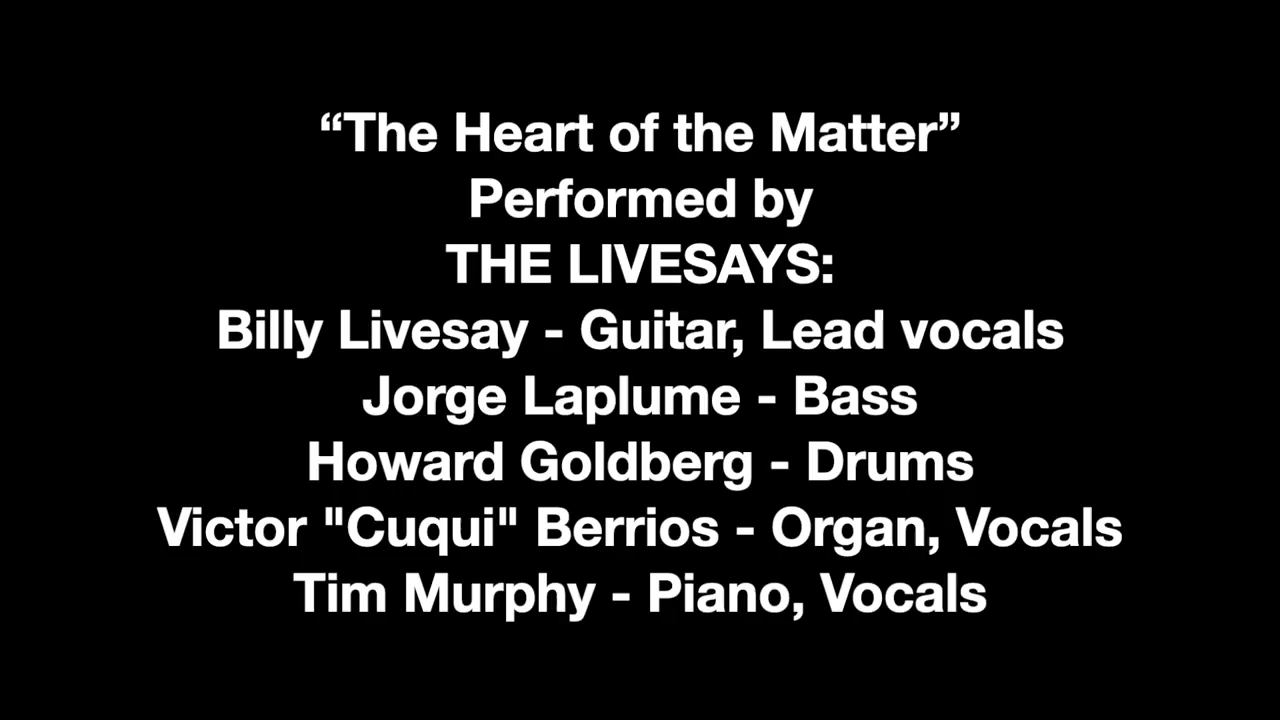 “The Heart of the Matter”
Performed by
THE LIVESAYS:
Billy Livesay - Guitar, Lead vocals
Jorge Laplume - Bass
Howard Goldberg - Drums
Victor "Cuqui" Berrios - Organ, Vocals
Tim Murphy - Piano, Vocals